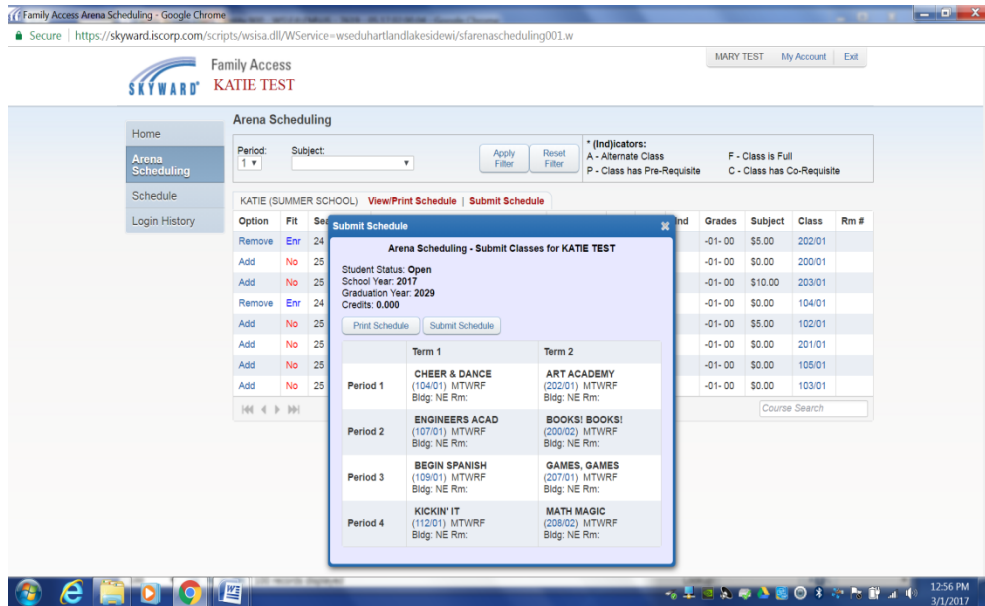 Family Access Arena Scheduling - Google Chrome
Secure | https://skyward.iscorp.com/scripts/wsisa.dll/WService=wseduhartlandlakesidewi/sfarenascheduling001.w
SKYWARD
Family Access
KATIE TEST
MARY TEST My Account Exit
Home
Arena Scheduling
Schedule
Login History
Arena Scheduling
Period: Subject:
1
Apply Filter
Reset Filter
* (Ind)icators:
A - Alternate Class F - Class is Full
P - Class has Pre-Requisite C - Class has Co-Requisite
KATIE (SUMMER SCHOOL) View/Print Schedule | Submit Schedule
Option Fit Sea Ind Grades Subject Class Rm #
Remove Enr 24 -01- 00 $5.00 202/01
Add No 25 -01- 00 $0.00 200/01
Add No 25 -01- 00 $10.00 203/01
Remove Enr 24 -01- 00 $0.00 104/01
Add No 25 -01- 00 $5.00 102/01
Add No 25 -01- 00 $0.00 201/01
Add No 25 -01- 00 $0.00 105/01
Add No 25 -01- 00 $0.00 103/01
Course Search
Submit Schedule
Arena Scheduling - Submit Classes for KATIE TEST
Student Status: Open
School Year: 2017
Graduation Year: 2029
Credits: 0.000
Print Schedule Submit Schedule
Term 1 Term 2
Period 1
CHEER & DANCE
(104/01) MTWRF
Bldg: NE Rm:
ART ACADEMY
(202/01) MTWRF
Bldg: NE Rm:
Period 2
ENGINEERS ACAD
(107/01) MTWRF
Bldg: NE Rm:
BOOKS! BOOKS!
(200/02) MTWRF
Bldg: NE Rm:
Period 3
BEGIN SPANISH
(109/01) MTWRF
Bldg: NE Rm:
GAMES, GAMES
(207/01) MTWRF
Bldg: NE Rm:
Period 4
KICKIN' IT
(112/01) MTWRF
Bldg: NE Rm:
MATH MAGIC
(208/02) MTWRF
Bldg: NE Rm:
12:56 PM
3/1/2017